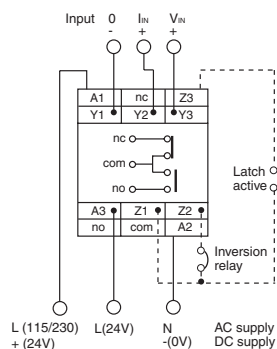 Input 0 IIN VIN
- + +
A1 nc Z3
Y1 Y2 Y3
nc
com
no
Latch
active
A3 Z1 Z2
no com A2
Inversion
relay
L (115/230) L(24V) N AC supply
+ (24V) -(0V) DC supply